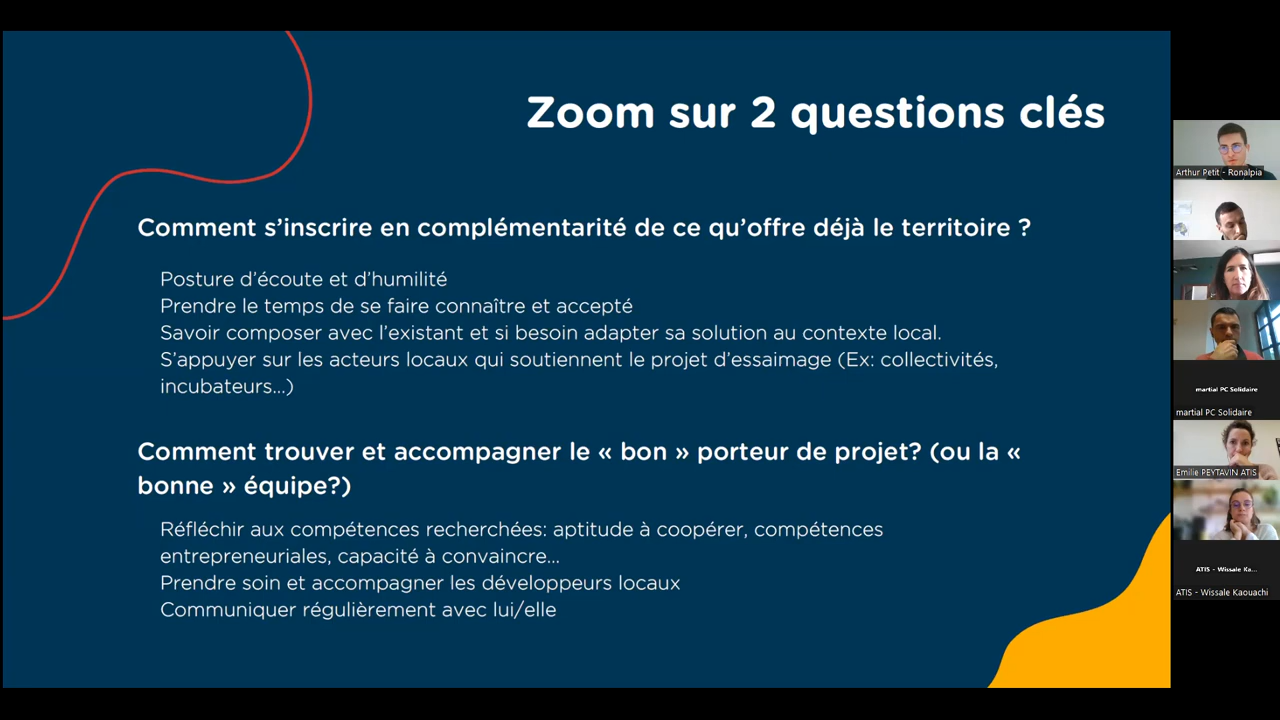 Zoom sur 2 questions clés
Comment s’inscrire en complémentarité de ce qu’offre déjà le territoire ?
Posture d’écoute et d’humilité
Prendre le temps de se faire connaître et accepté
Savoir composer avec l’existant et si besoin adapter sa solution au contexte local.
S’appuyer sur les acteurs locaux qui soutiennent le projet d’essaimage (Ex: collectivités,
incubateurs...)
Comment trouver et accompagner le « bon » porteur de projet? (ou la «
bonne » équipe?)
Réfléchir aux compétences recherchées: aptitude à coopérer, compétences
entrepreneuriales, capacité à convaincre...
Prendre soin et accompagner les développeurs locaux
Communiquer régulièrement avec lui/elle
Arthur Petit - Ronalpia
martial PC Solidaire
martial PC Solidaire
Emilie PEYTAVIN ATIS
ATIS - Wissale Ka...
ATIS - Wissale Kaouachi